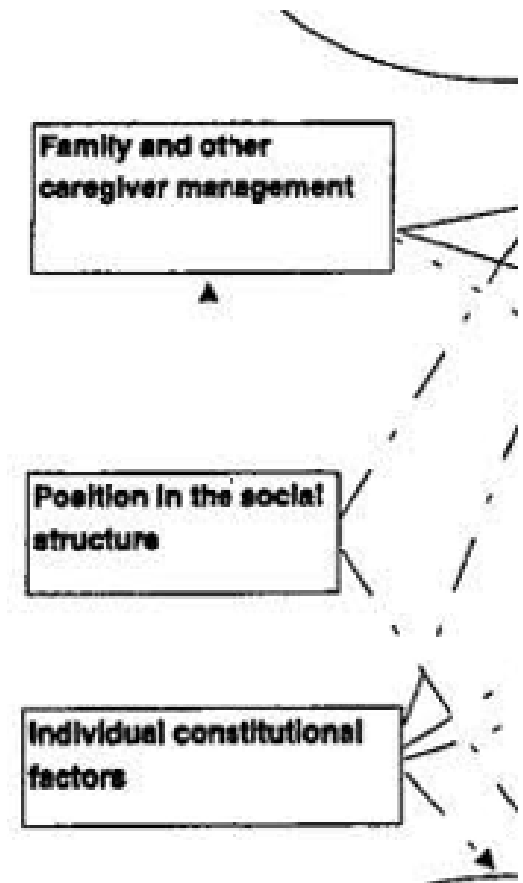 Family and other
caregiver management
Position in the social
structure
Individual constitutional
factors